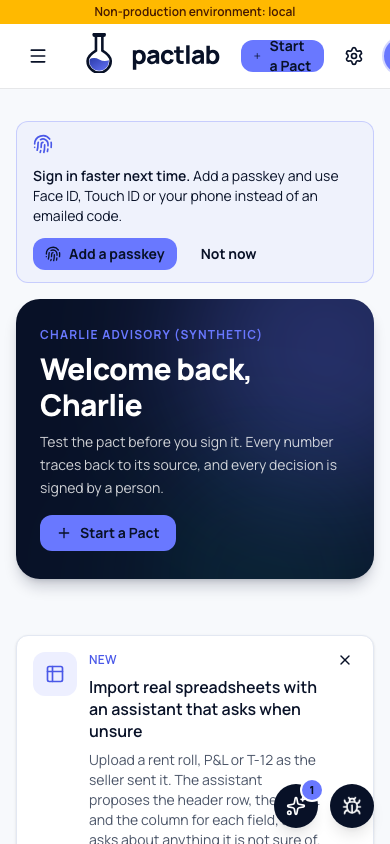 Non-production environment: local
pactlab
Start
a Pact
Sign in faster next time. Add a passkey and use
Face ID, Touch ID or your phone instead of an
emailed code.
Add a passkey
Not now
CHARLIE ADVISORY (SYNTHETIC)
Welcome back,
Charlie
Test the pact before you sign it. Every number
traces back to its source, and every decision is
signed by a person.
Start a Pact
NEW
Import real spreadsheets with
an assistant that asks when
unsure
Upload a rent roll, P&L or T-12 as the
seller sent it. The assistant
proposes the header row, the
1
and the column for each field,
asks about anything it is not sure of.